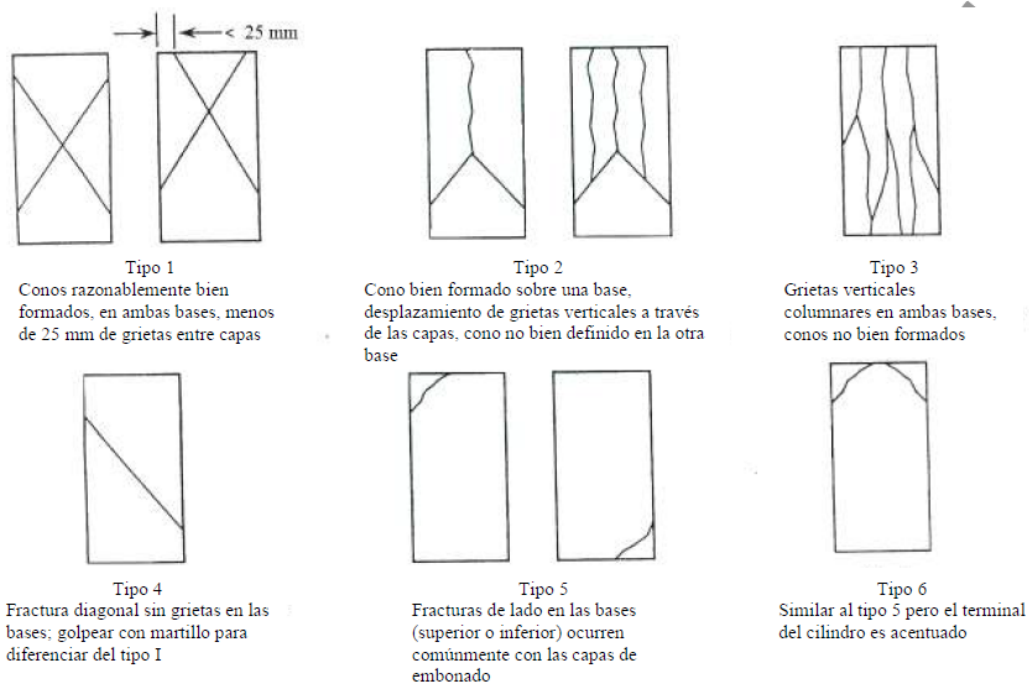 < 25 mm
Tipo 1
Conos razonablemente bien
formados, en ambas bases, menos
de 25 mm de grietas entre capas
Tipo 2
Cono bien formado sobre una base,
desplazamiento de grietas verticales a través
de las capas, cono no bien definido en la otra
base
Tipo 3
Grietas verticales
columnares en ambas bases,
conos no bien formados
Tipo 4
Fractura diagonal sin grietas en las
bases; golpear con martillo para
diferenciar del tipo I
Tipo 5
Fracturas de lado en las bases
(superior o inferior) ocurren
comúnmente con las capas de
embonado
Tipo 6
Similar al tipo 5 pero el terminal
del cilindro es acentuado